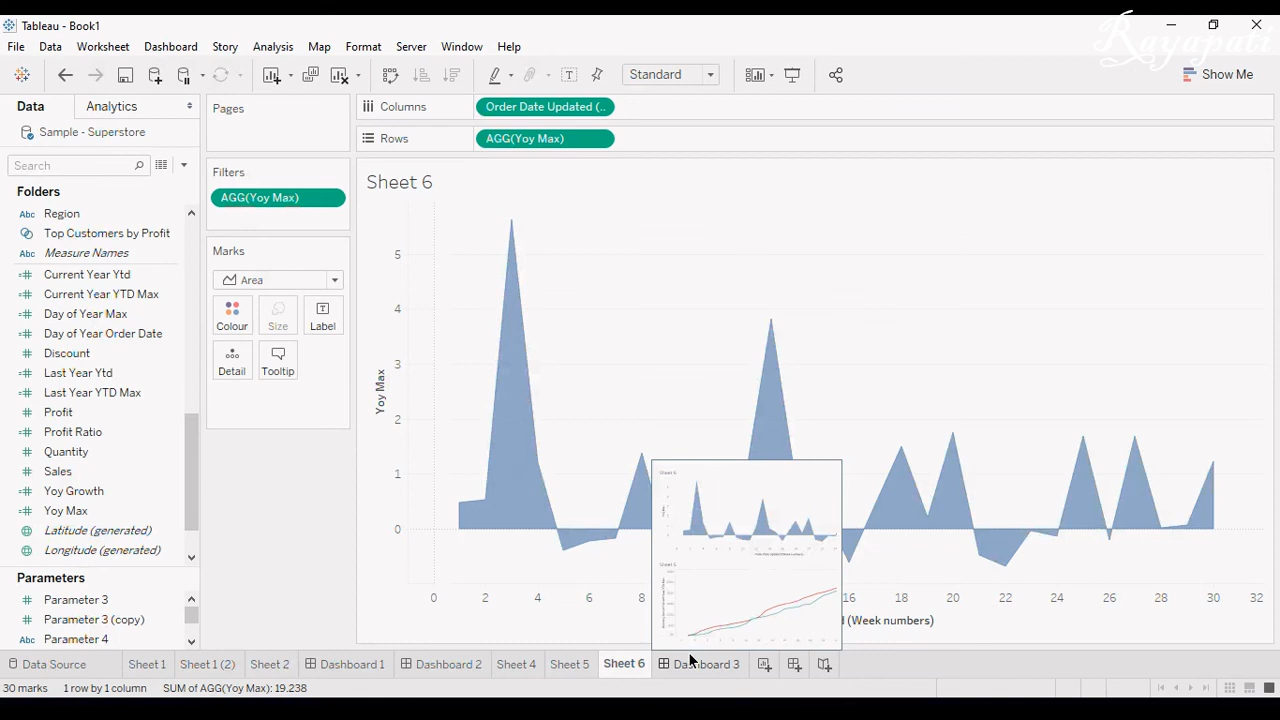 Tableau - Book1
Rayapati
File Data Worksheet Dashboard Story Analysis Map Format Server Window Help
Standard
Show Me
Data
Analytics
Sample - Superstore
Search
Folders
Abc Region
Top Customers by Profit
Abc Measure Names
Current Year Ytd
Current Year YTD Max
Day of Year Max
Day of Year Order Date
Discount
Last Year Ytd
Last Year YTD Max
Profit
Profit Ratio
Quantity
Sales
Yoy Growth
Yoy Max
Latitude (generated)
Longitude (generated)
Parameters
Parameter 3
Parameter 3 (copy)
Abc Parameter 4
Pages
Filters
AGG(Yoy Max)
Marks
Area
Colour
Size
Label
Detail
Tooltip
Columns
Order Date Updated (..
Rows
AGG(Yoy Max)
Sheet 6
5
4
3
2
1
0
Yoy Max
0 2 4 6 8 16 18 20 22 24 26 28 30 32
(Week numbers)
Sheet 6
Sheet 6
Data Source
Sheet 1
Sheet 1 (2)
Sheet 2
Dashboard 1
Dashboard 2
Sheet 4
Sheet 5
Sheet 6
Dashboard 3
30 marks
1 row by 1 column
SUM of AGG(Yoy Max): 19.238